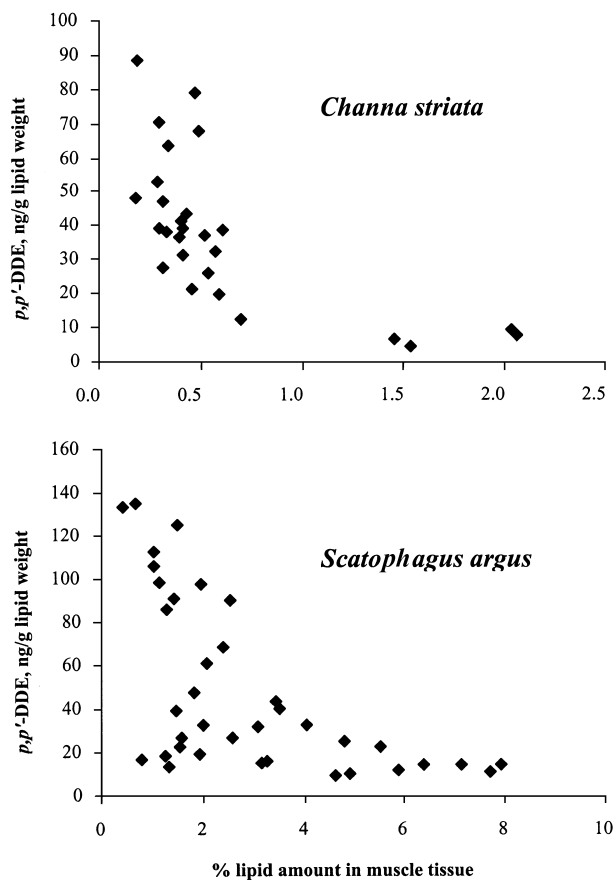 100
90
80
70
60
50
40
30
20
10
0
p,p'-DDE, ng/g lipid weight
Channa striata
0.0 0.5 1.0 1.5 2.0 2.5
160
140
120
100
80
60
40
20
0
p,p'-DDE, ng/g lipid weight
Scatophagus argus
0 2 4 6 8 10
% lipid amount in muscle tissue